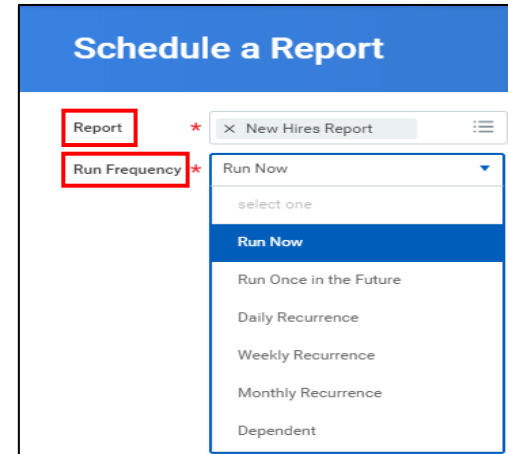 Schedule a Report
Report * × New Hires Report
Run Frequency * Run Now
select one
Run Now
Run Once in the Future
Daily Recurrence
Weekly Recurrence
Monthly Recurrence
Dependent